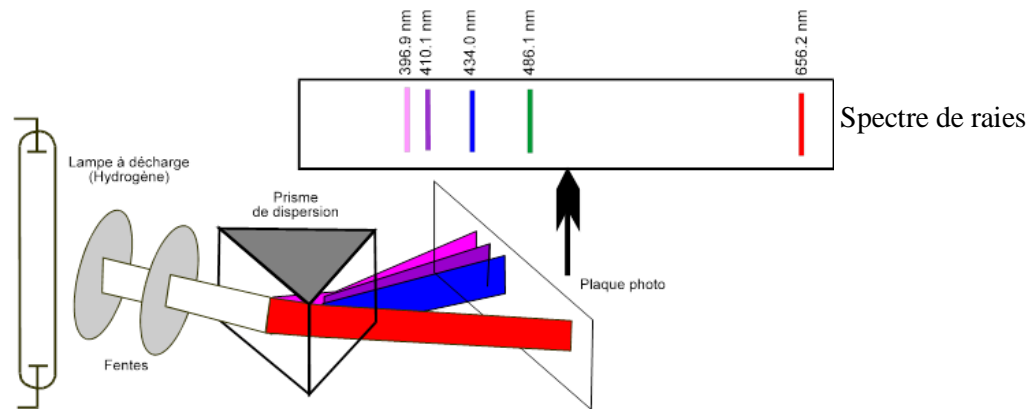 396.9 nm
410.1 nm
434.0 nm
486.1 nm
656.2 nm
Spectre de raies
Lampe à décharge
(Hydrogène)
Prisme
de dispersion
Plaque photo
Fentes